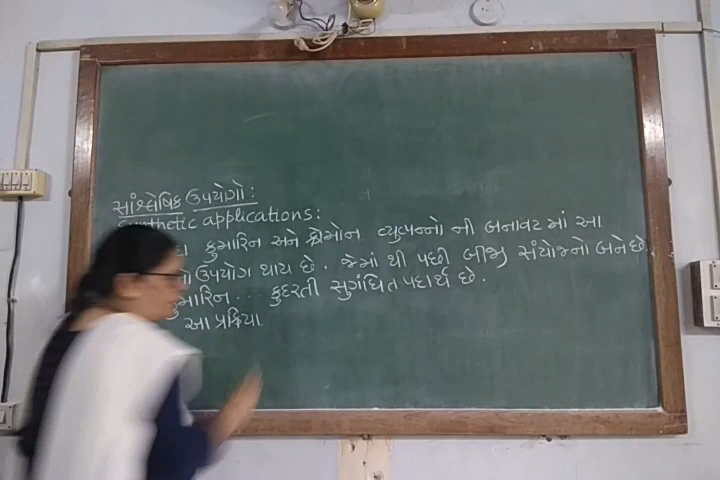 સાંશ્લેષિક ઉપયોગો :
Synthetic applications :
કુમારિન અને ક્રોમોન વ્યુત્પન્નો ની બનાવટ માં આ
ઉપયોગ થાય છે . જેમાં થી પછી બીજા સંયોજનો બને છે.
કુમારિન . . . કુદરતી સુગંધિત પદાર્થ છે .
આ પ્રક્રિયા